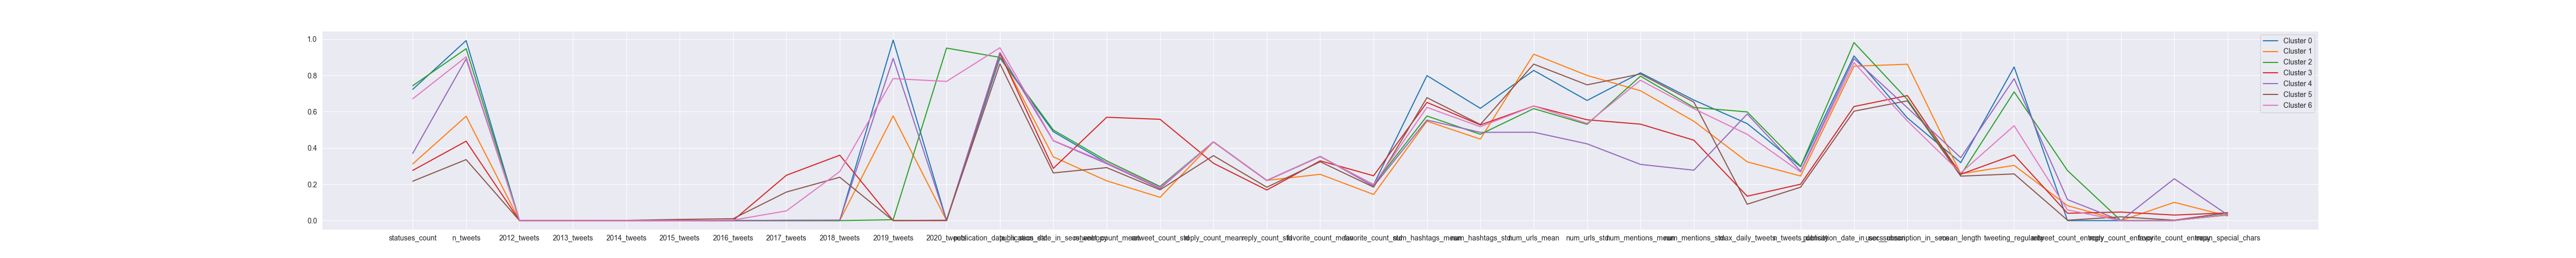 1.0
0.8
0.6
0.4
0.2
0.0
Cluster 0
Cluster 1
Cluster 2
Cluster 3
Cluster 4
Cluster 5
Cluster 6
statuses_count
n_tweets
2012_tweets
2013_tweets
2014_tweets
2015_tweets
2016_tweets
2017_tweets
2018_tweets
2019_tweets
2020_tweets
reply_count_mean
reply_count_std
favorite_count_mean
favorite_count_std
num_hashtags_mean
num_hashtags_std
num_urls_mean
num_urls_std
num_mentions_mean
num_mentions_std
max_daily_tweets
mean_length
tweeting_regularity
mean_special_chars